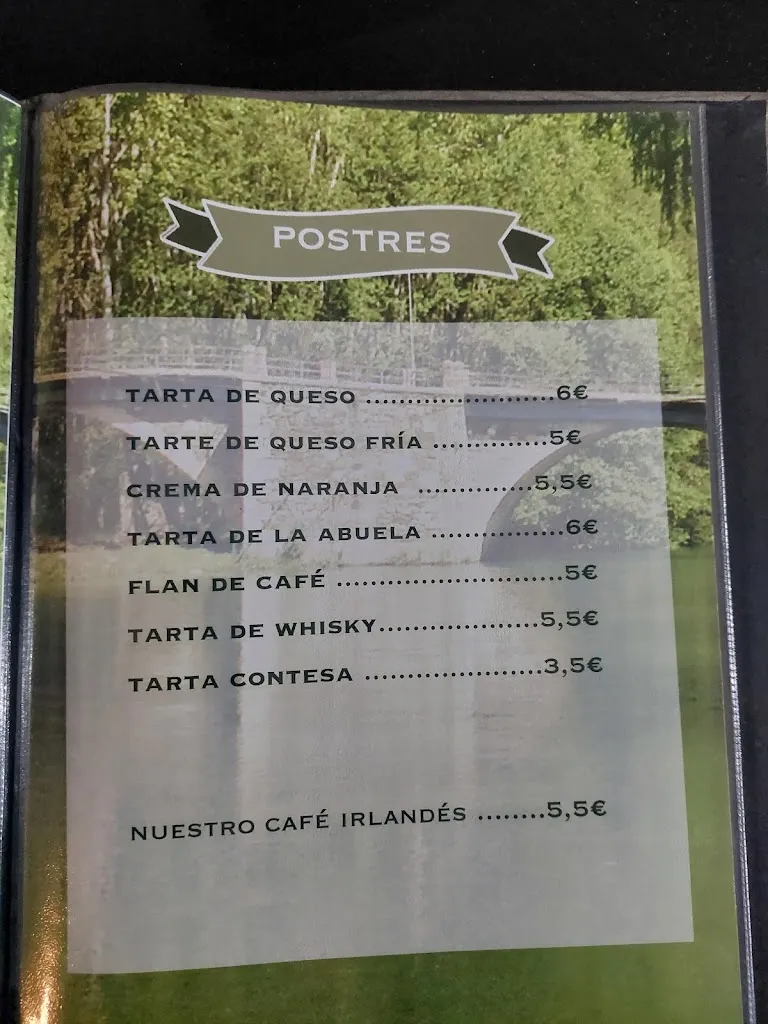 POSTRES
TARTA DE QUESO ........................6€
TARTE DE QUESO FRÍA ..............5€
CREMA DE NARANJA ..............5,5€
TARTA DE LA ABUELA ................6€
FLAN DE CAFÉ ............................5€
TARTA DE WHISKY....................5,5€
TARTA CONTESA ......................3,5€
NUESTRO CAFÉ IRLANDÉS ........5,5€